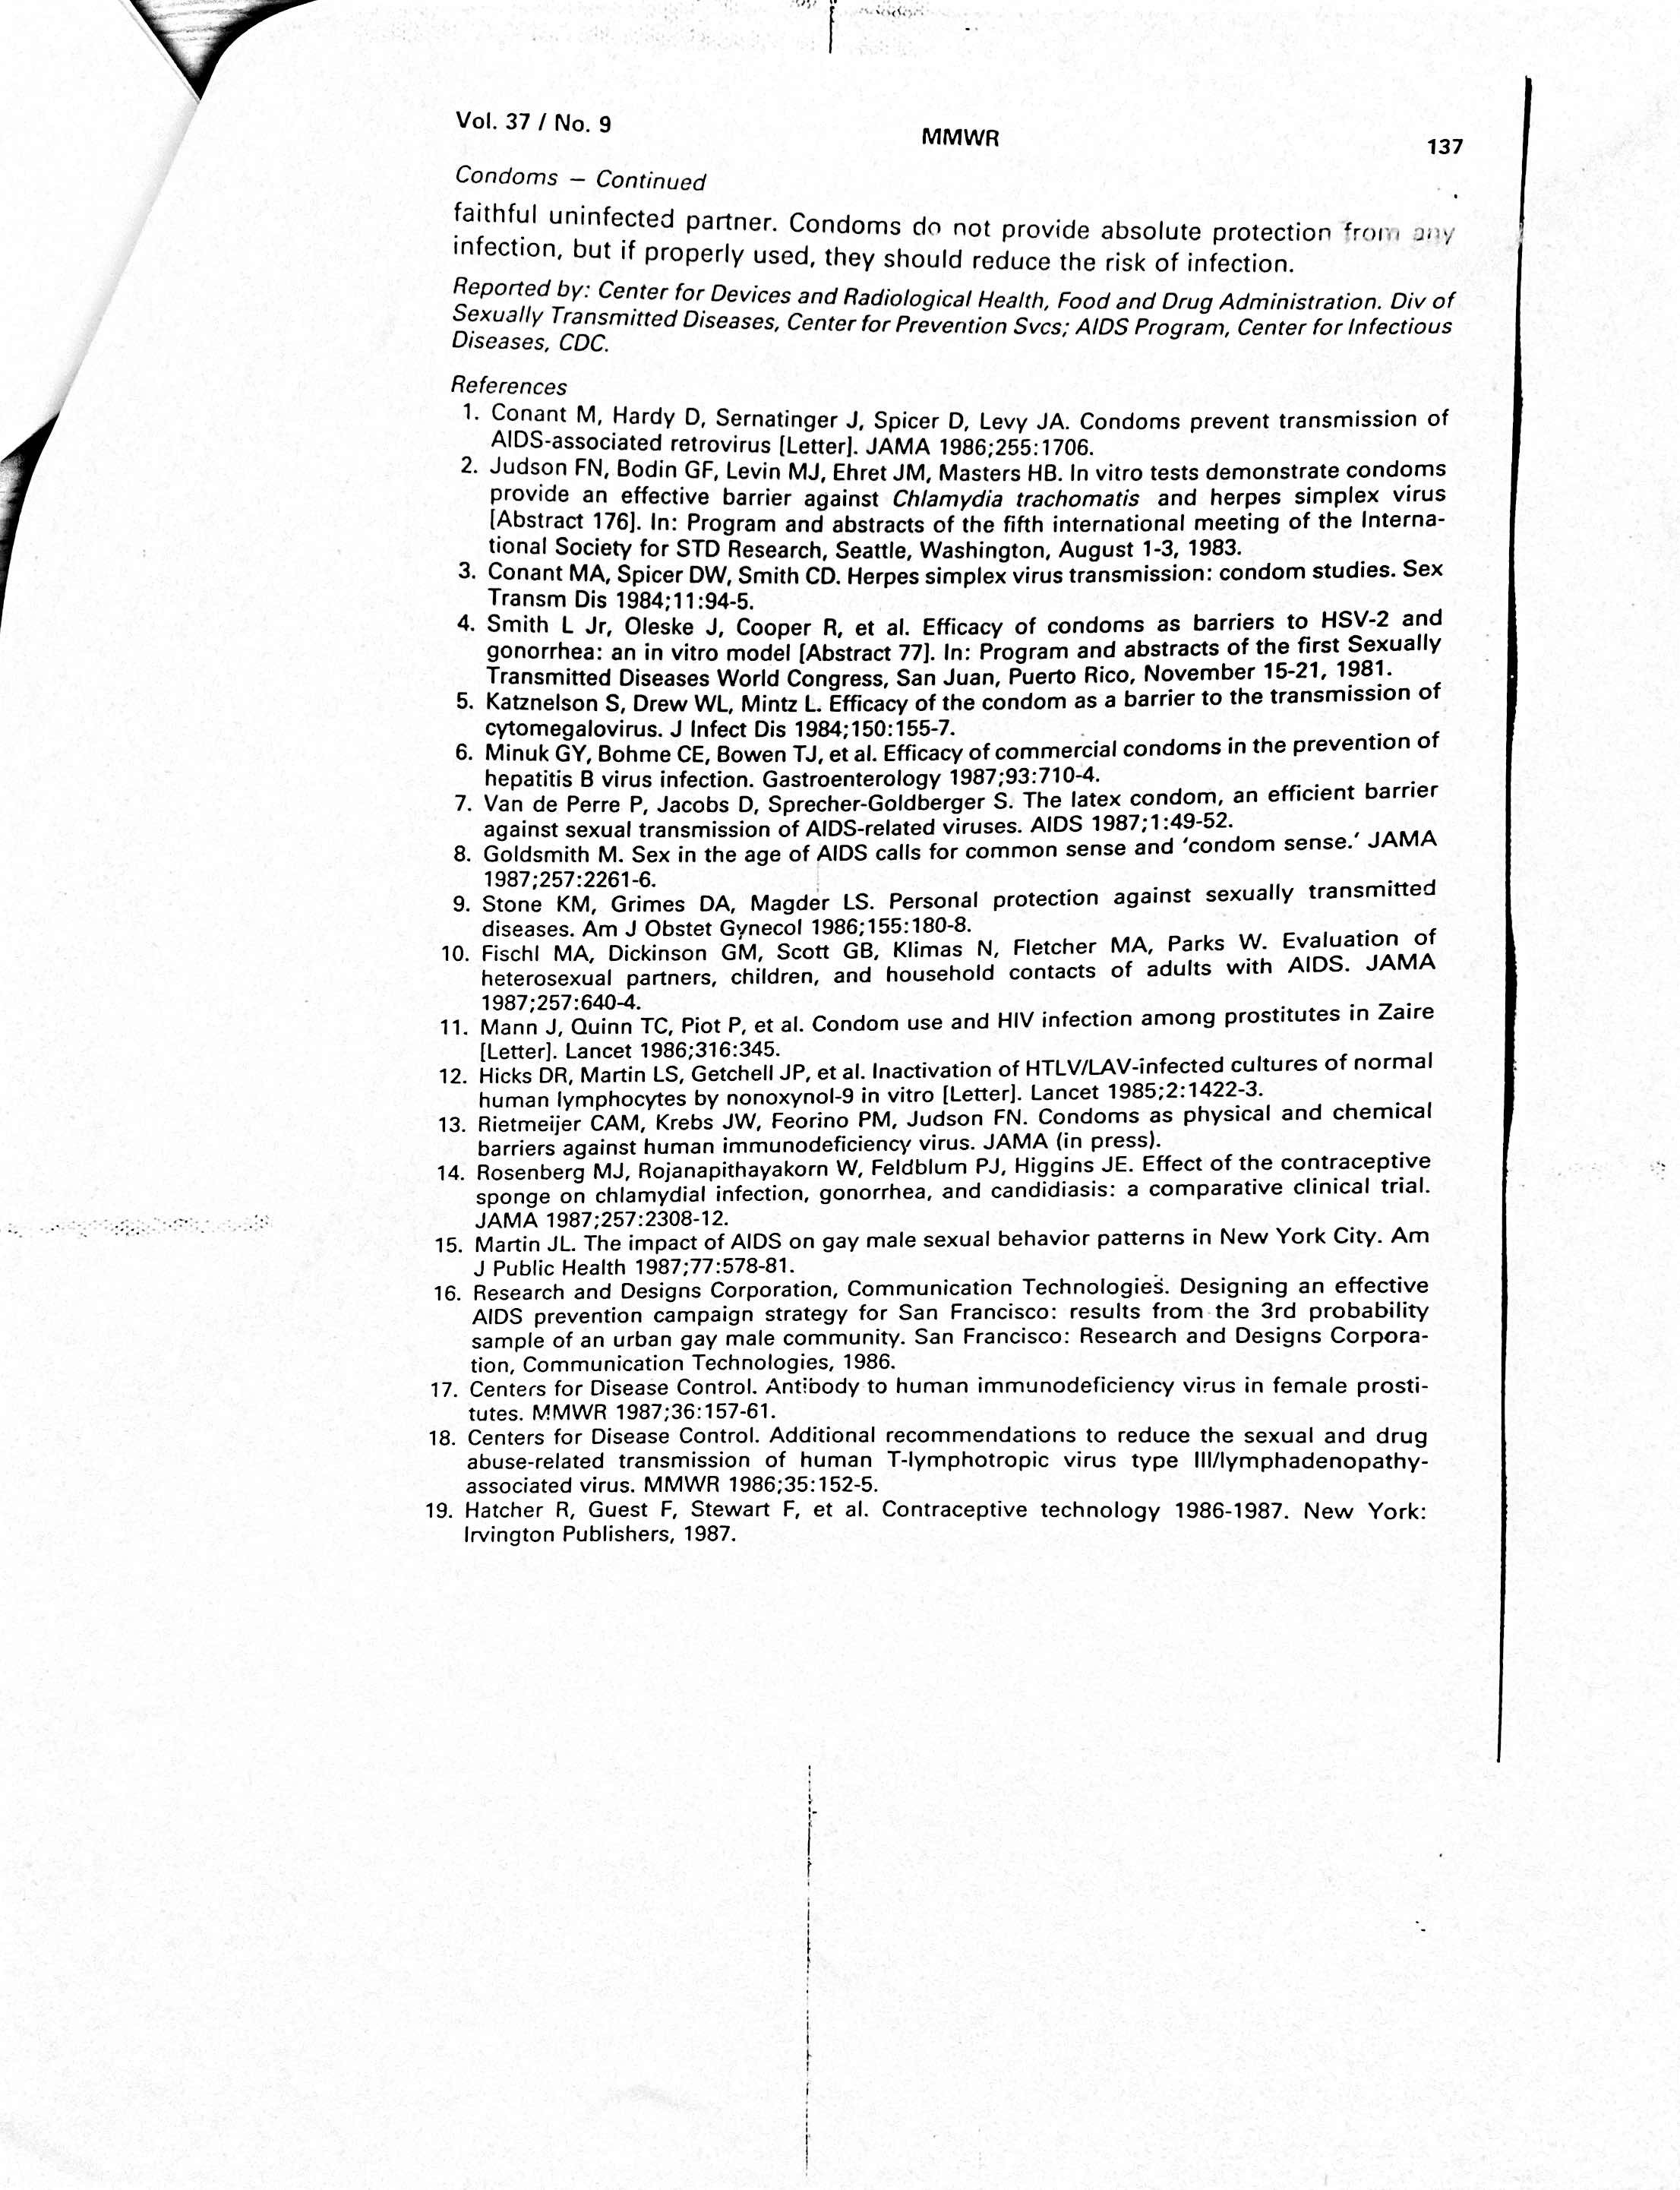 Vol. 37 / No. 9
MMWR
137
Condoms — Continued
faithful uninfected partner. Condoms do not provide absolute protection from any
infection, but if properly used, they should reduce the risk of infection.
Reported by: Center for Devices and Radiological Health, Food and Drug Administration. Div of
Sexually Transmitted Diseases, Center for Prevention Svcs; AIDS Program, Center for Infectious
Diseases, CDC.
References
1. Conant M, Hardy D, Sernatinger J, Spicer D, Levy JA. Condoms prevent transmission of
AIDS-associated retrovirus [Letter]. JAMA 1986;255:1706.
2. Judson FN, Bodin GF, Levin MJ, Ehret JM, Masters HB. In vitro tests demonstrate condoms
provide an effective barrier against Chlamydia trachomatis and herpes simplex virus
[Abstract 176]. In: Program and abstracts of the fifth international meeting of the Interna-
tional Society for STD Research, Seattle, Washington, August 1-3, 1983.
3. Conant MA, Spicer DW, Smith CD. Herpes simplex virus transmission: condom studies. Sex
Transm Dis 1984;11:94-5.
4. Smith L Jr, Oleske J, Cooper R, et al. Efficacy of condoms as barriers to HSV-2 and
gonorrhea: an in vitro model [Abstract 77]. In: Program and abstracts of the first Sexually
Transmitted Diseases World Congress, San Juan, Puerto Rico, November 15-21, 1981.
5. Katznelson S, Drew WL, Mintz L. Efficacy of the condom as a barrier to the transmission of
cytomegalovirus. J Infect Dis 1984;150:155-7.
6. Minuk GY, Bohme CE, Bowen TJ, et al. Efficacy of commercial condoms in the prevention of
hepatitis B virus infection. Gastroenterology 1987;93:710-4.
7. Van de Perre P, Jacobs D, Sprecher-Goldberger S. The latex condom, an efficient barrier
against sexual transmission of AIDS-related viruses. AIDS 1987;1:49-52.
8. Goldsmith M. Sex in the age of AIDS calls for common sense and 'condom sense.' JAMA
1987;257:2261-6.
9. Stone KM, Grimes DA, Magder LS. Personal protection against sexually transmitted
diseases. Am J Obstet Gynecol 1986;155:180-8.
10. Fischl MA, Dickinson GM, Scott GB, Klimas N, Fletcher MA, Parks W. Evaluation of
heterosexual partners, children, and household contacts of adults with AIDS. JAMA
1987;257:640-4.
11. Mann J, Quinn TC, Piot P, et al. Condom use and HIV infection among prostitutes in Zaire
[Letter]. Lancet 1986;316:345.
12. Hicks DR, Martin LS, Getchell JP, et al. Inactivation of HTLV/LAV-infected cultures of normal
human lymphocytes by nonoxynol-9 in vitro [Letter]. Lancet 1985;2:1422-3.
13. Rietmeijer CAM, Krebs JW, Feorino PM, Judson FN. Condoms as physical and chemical
barriers against human immunodeficiency virus. JAMA (in press).
14. Rosenberg MJ, Rojanapithayakorn W, Feldblum PJ, Higgins JE. Effect of the contraceptive
sponge on chlamydial infection, gonorrhea, and candidiasis: a comparative clinical trial.
JAMA 1987;257:2308-12.
15. Martin JL. The impact of AIDS on gay male sexual behavior patterns in New York City. Am
J Public Health 1987;77:578-81.
16. Research and Designs Corporation, Communication Technologies. Designing an effective
AIDS prevention campaign strategy for San Francisco: results from the 3rd probability
sample of an urban gay male community. San Francisco: Research and Designs Corpora-
tion, Communication Technologies, 1986.
17. Centers for Disease Control. Antibody to human immunodeficiency virus in female prosti-
tutes. MMWR 1987;36:157-61.
18. Centers for Disease Control. Additional recommendations to reduce the sexual and drug
abuse-related transmission of human T-lymphotropic virus type III/lymphadenopathy-
associated virus. MMWR 1986;35:152-5.
19. Hatcher R, Guest F, Stewart F, et al. Contraceptive technology 1986-1987. New York:
Irvington Publishers, 1987.